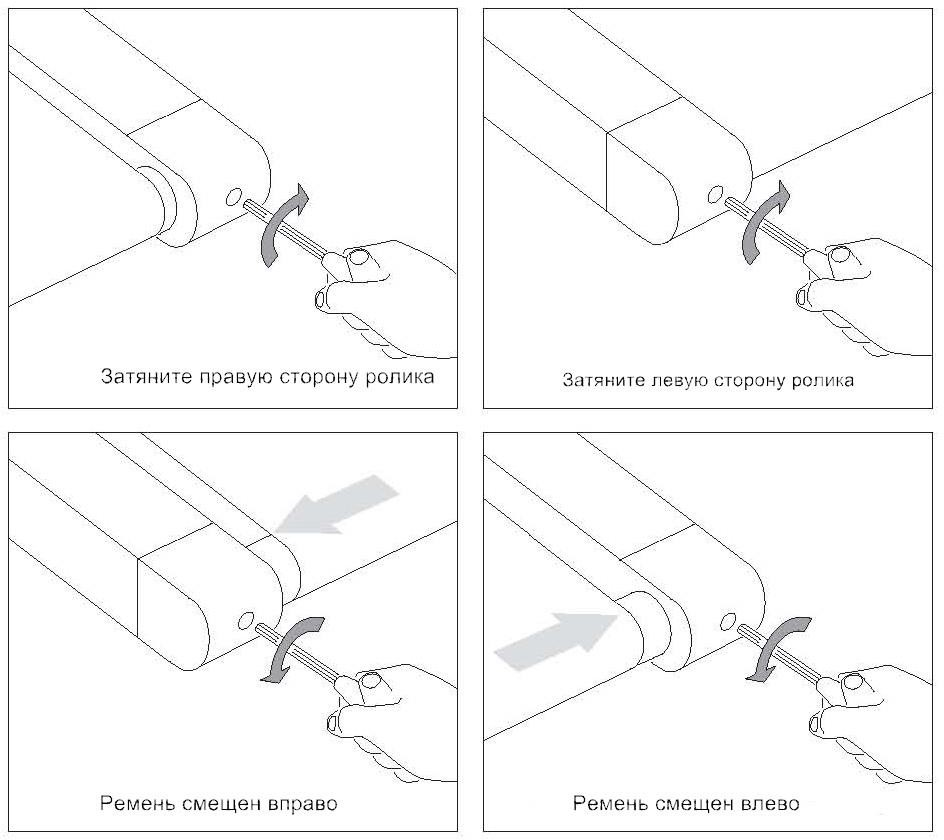 Затяните правую сторону ролика
Затяните левую сторону ролика
Ремень смещен вправо
Ремень смещен влево